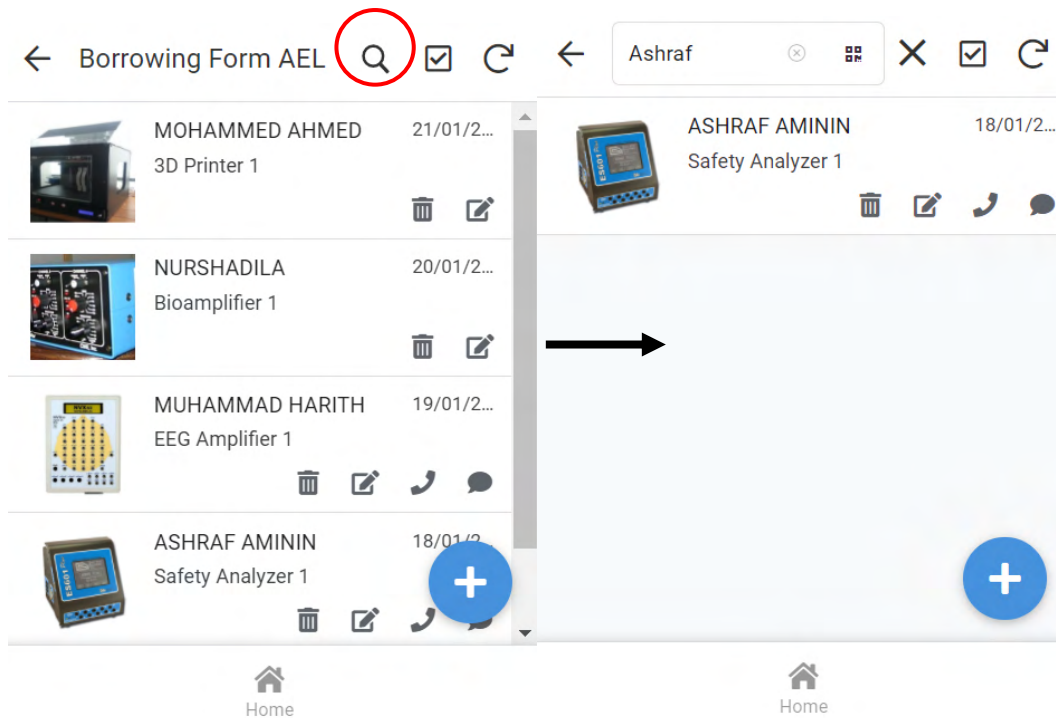 Borrowing Form AEL
MOHAMMED AHMED
21/01/2...
3D Printer 1
NURSHADILA
20/01/2...
Bioamplifier 1
MUHAMMAD HARITH
19/01/2...
EEG Amplifier 1
ASHRAF AMININ
18/01/2...
Safety Analyzer 1
ES601
Home
Ashraf
ASHRAF AMININ
18/01/2...
Safety Analyzer 1
ES601
Home